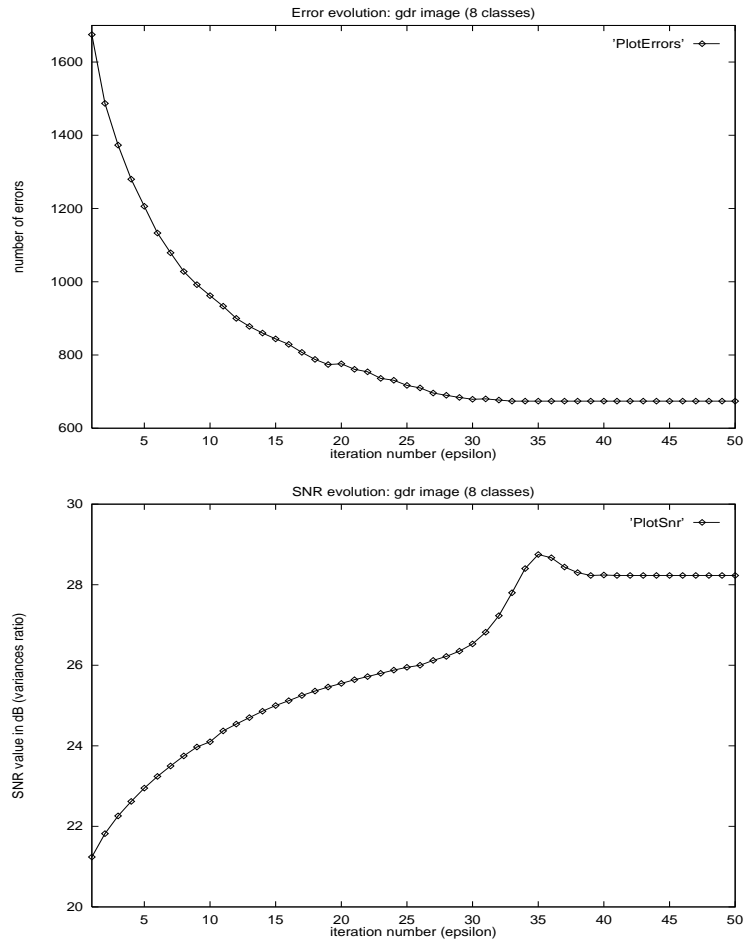 Error evolution: gdr image (8 classes)
'PlotErrors'
number of errors
1600
1400
1200
1000
800
600
5 10 15 20 25 30 35 40 45 50
iteration number (epsilon)
SNR evolution: gdr image (8 classes)
'PlotSnr'
SNR value in dB (variances ratio)
30
28
26
24
22
20
5 10 15 20 25 30 35 40 45 50
iteration number (epsilon)